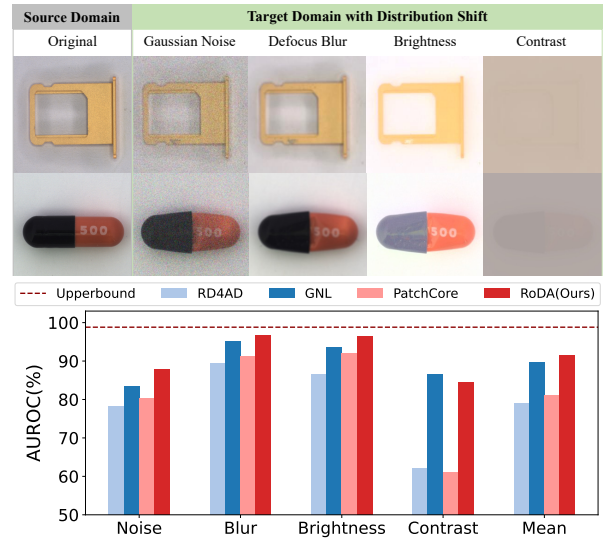 Source Domain
Target Domain with Distribution Shift
Original
Gaussian Noise
Defocus Blur
Brightness
Contrast
500
500
500
500
Upperbound
RD4AD
GNL
PatchCore
RoDA(Ours)
AUROC(%)
100
90
80
70
60
50
Noise
Blur
Brightness
Contrast
Mean